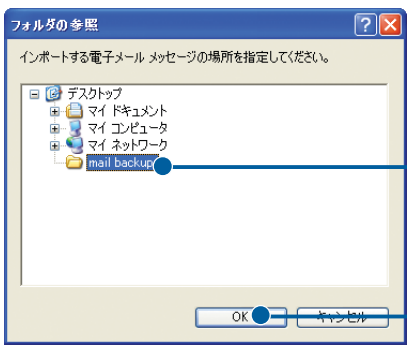 フォルダの参照
インポートする電子メール メッセージの場所を指定してください。
デスクトップ
マイ ドキュメント
マイ コンピュータ
マイ ネットワーク
mail backup
OK キャンセル